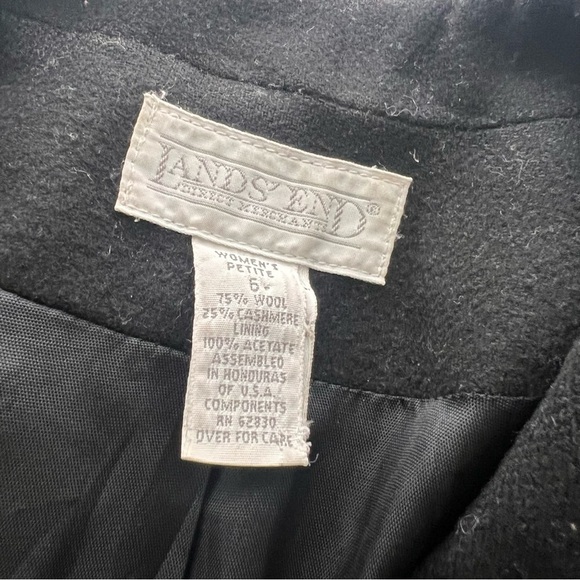 LANDS' END®
DIRECT MERCHANTS
WOMEN'S
PETITE
6
75% WOOL
25% CASHMERE
LINING
100% ACETATE
ASSEMBLED
IN HONDURAS
OF U.S.A.
COMPONENTS
RN 62830
OVER FOR CARE